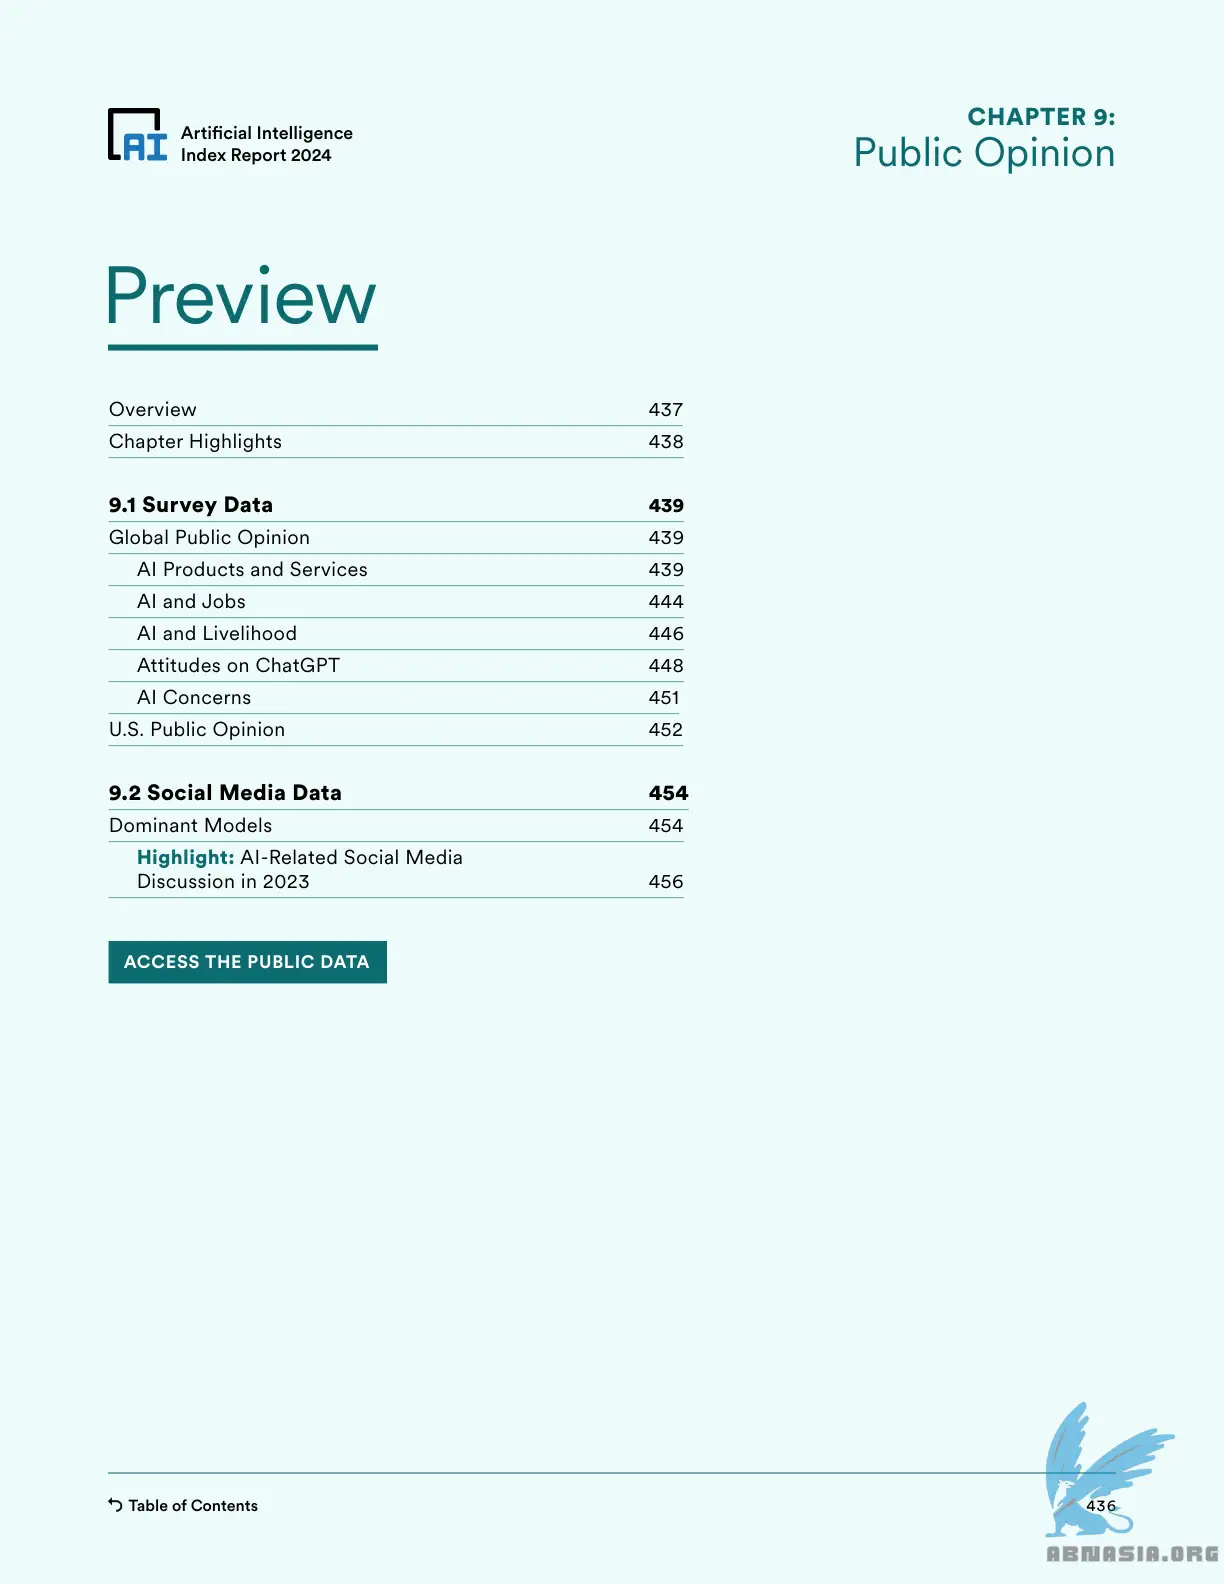 AI
Artificial Intelligence
Index Report 2024
CHAPTER 9:
Public Opinion
Preview
Overview 437
Chapter Highlights 438
9.1 Survey Data 439
Global Public Opinion 439
AI Products and Services 439
AI and Jobs 444
AI and Livelihood 446
Attitudes on ChatGPT 448
AI Concerns 451
U.S. Public Opinion 452
9.2 Social Media Data 454
Dominant Models 454
Highlight: AI-Related Social Media
Discussion in 2023 456
ACCESS THE PUBLIC DATA
Table of Contents 436
ABNASIA.ORG